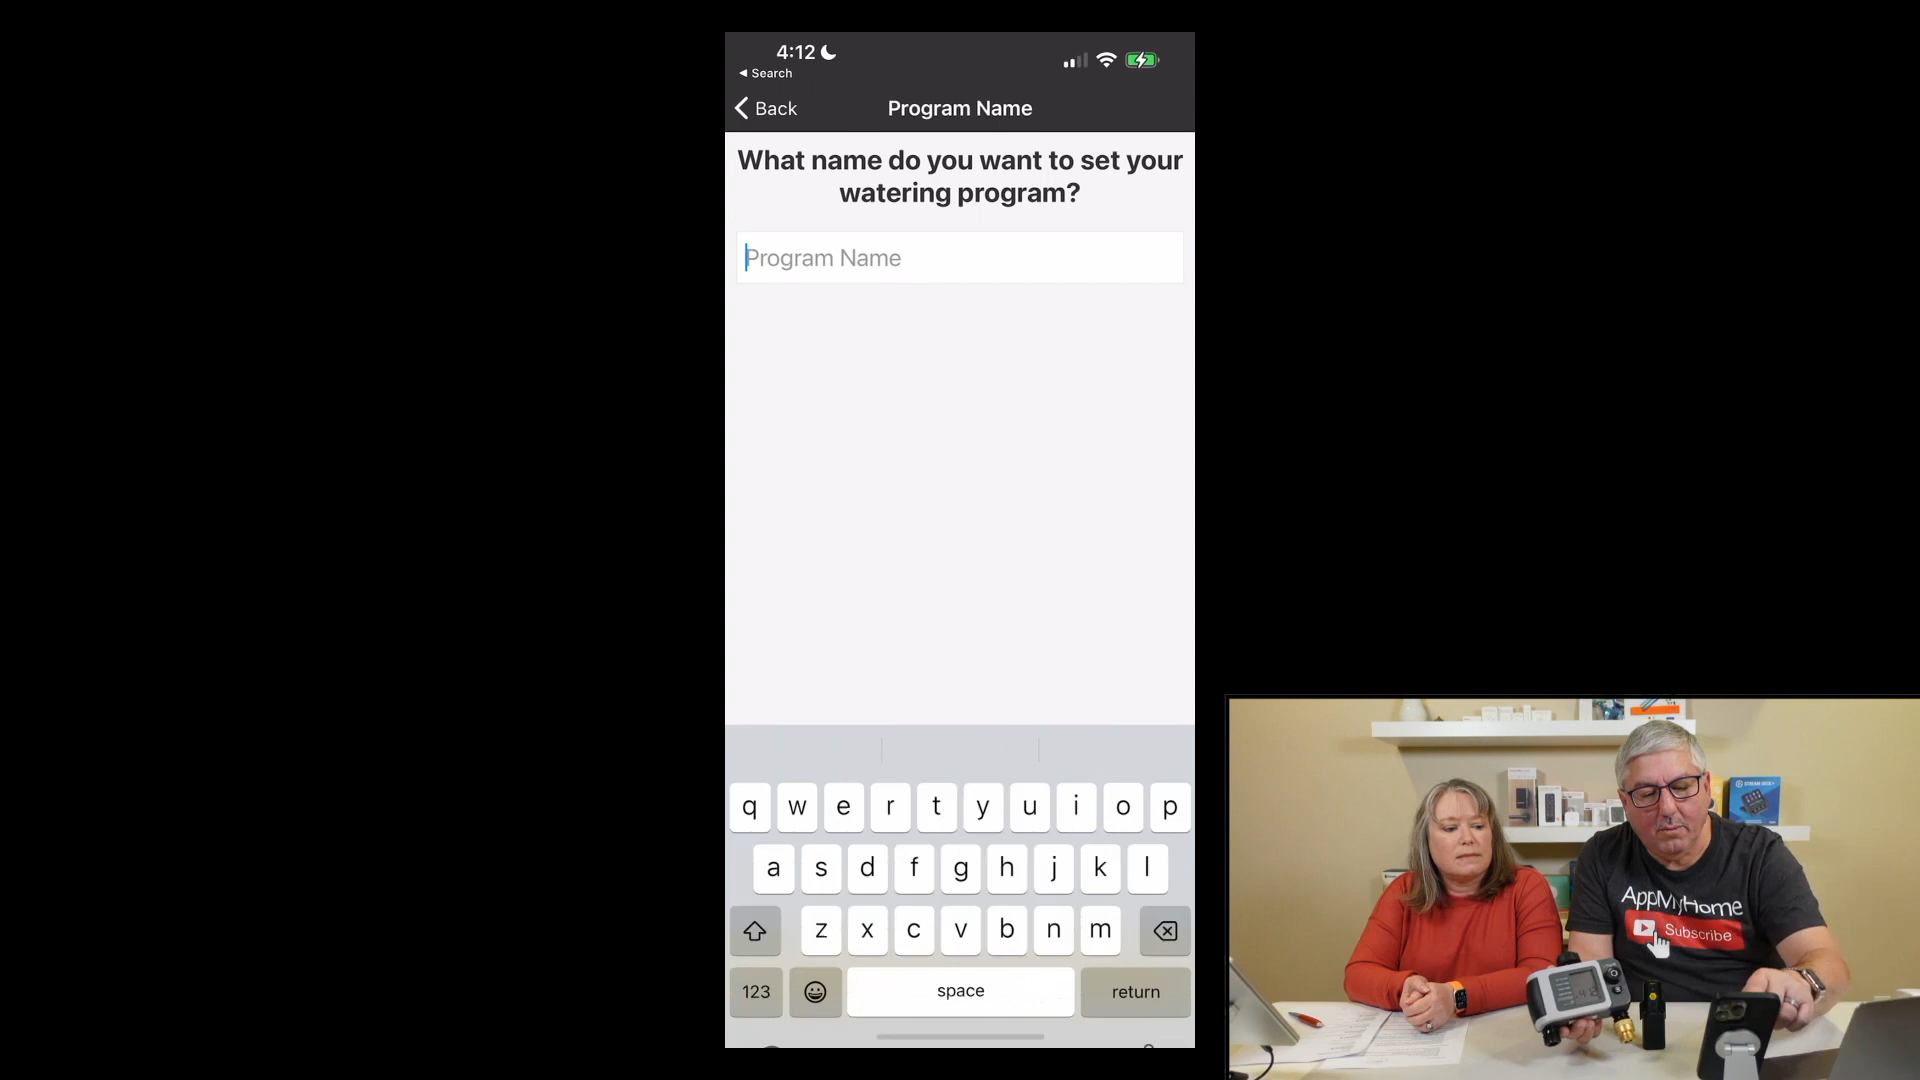 4:12
Search
Back
Program Name
What name do you want to set your
watering program?
Program Name
q w e r t y u i o p
a s d f g h j k l
z x c v b n m
123 space return
AppMyHome
Subscribe